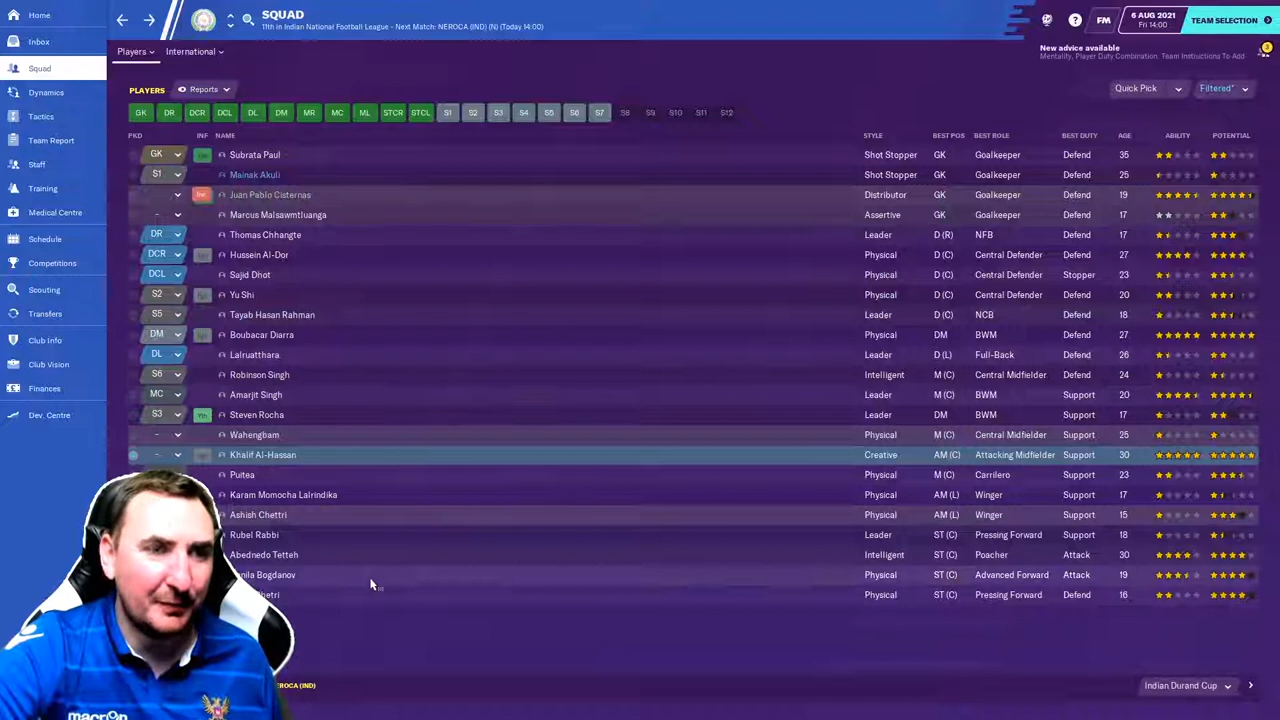 Home
Inbox
Squad
Dynamics
Tactics
Team Report
Staff
Training
Medical Centre
Schedule
Competitions
Scouting
Transfers
Club Info
Club Vision
Finances
Dev. Centre
SQUAD
11th in Indian National Football League - Next Match: NEROCA (IND) (N) (Today 14:00)
? FM
6 AUG 2021
Fri 14:00
TEAM SELECTION
Players International
New advice available
Mentality, Player Duty Combination. Team Instructions To Add
PLAYERS Reports Quick Pick Filtered*
GK DR DCR DCL DL DM MR MC ML STCR STCL S1 S2 S3 S4 S5 S6 S7 S8 S9 S10 S11 S12
PKD INF NAME STYLE BEST POS BEST ROLE BEST DUTY AGE ABILITY POTENTIAL
GK Subrata Paul Shot Stopper GK Goalkeeper Defend 35
S1 Mainak Akuli Shot Stopper GK Goalkeeper Defend 25
- Juan Pablo Cisternas Distributor GK Goalkeeper Defend 19
- Marcus Malsawmtluanga Assertive GK Goalkeeper Defend 17
DR Thomas Chhangte Leader D (R) NFB Defend 17
DCR Hussein Al-Dor Physical D (C) Central Defender Defend 27
DCL Sajid Dhot Physical D (C) Central Defender Stopper 23
S2 Yu Shi Physical D (C) Central Defender Defend 20
S5 Tayab Hasan Rahman Leader D (C) NCB Defend 18
DM Boubacar Diarra Physical DM BWM Defend 27
DL Lalruatthara Leader D (L) Full-Back Defend 26
S6 Robinson Singh Intelligent M (C) Central Midfielder Defend 24
MC Amarjit Singh Leader M (C) BWM Support 20
S3 Yth Steven Rocha Leader DM BWM Support 17
- Wahengbam Physical M (C) Central Midfielder Support 25
- Khalif Al-Hassan Creative AM (C) Attacking Midfielder Support 30
Puitea Physical M (C) Carrilero Support 23
Karam Momocha Lalrindika Physical AM (L) Winger Support 17
Ashish Chettri Physical AM (L) Winger Support 15
Rubel Rabbi Leader ST (C) Pressing Forward Support 18
Abednedo Tetteh Intelligent ST (C) Poacher Attack 30
Bogdanov Physical ST (C) Advanced Forward Attack 19
Physical ST (C) Pressing Forward Defend 16
NEROCA (IND)
Indian Durand Cup
macron